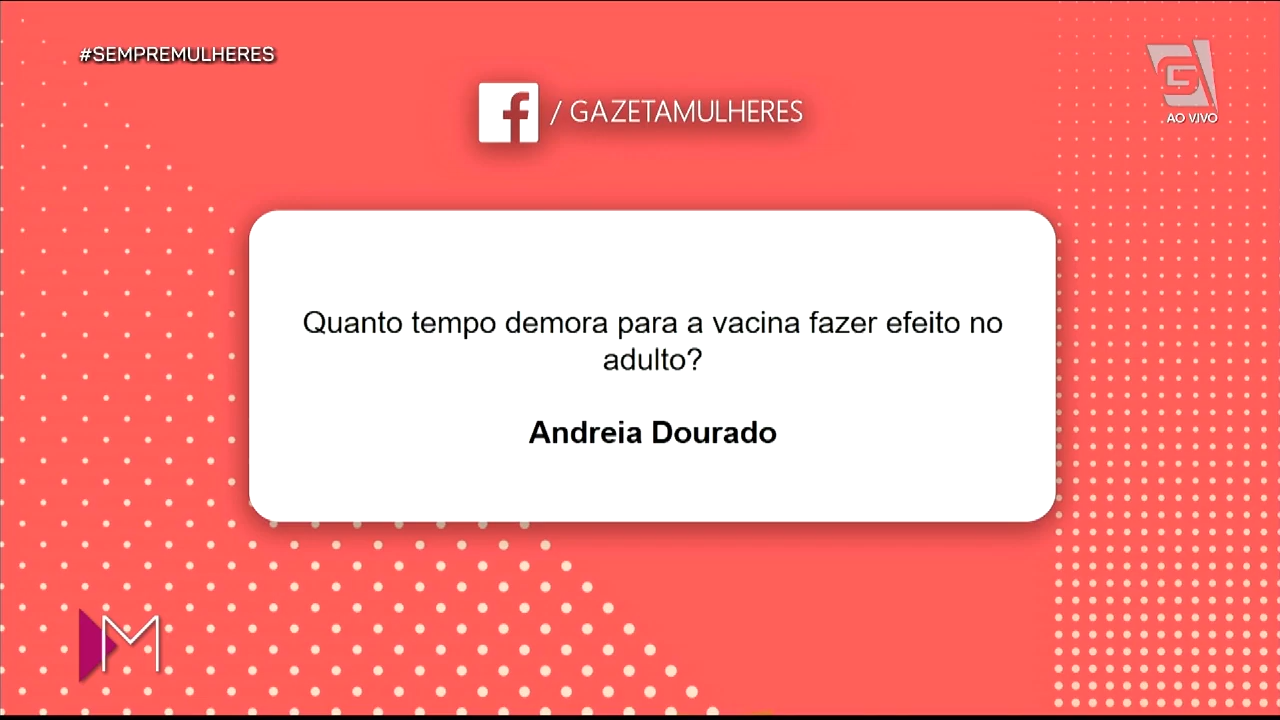 #SEMPREMULHERES
/ GAZETAMULHERES
AO VIVO
Quanto tempo demora para a vacina fazer efeito no
adulto?
Andreia Dourado
M